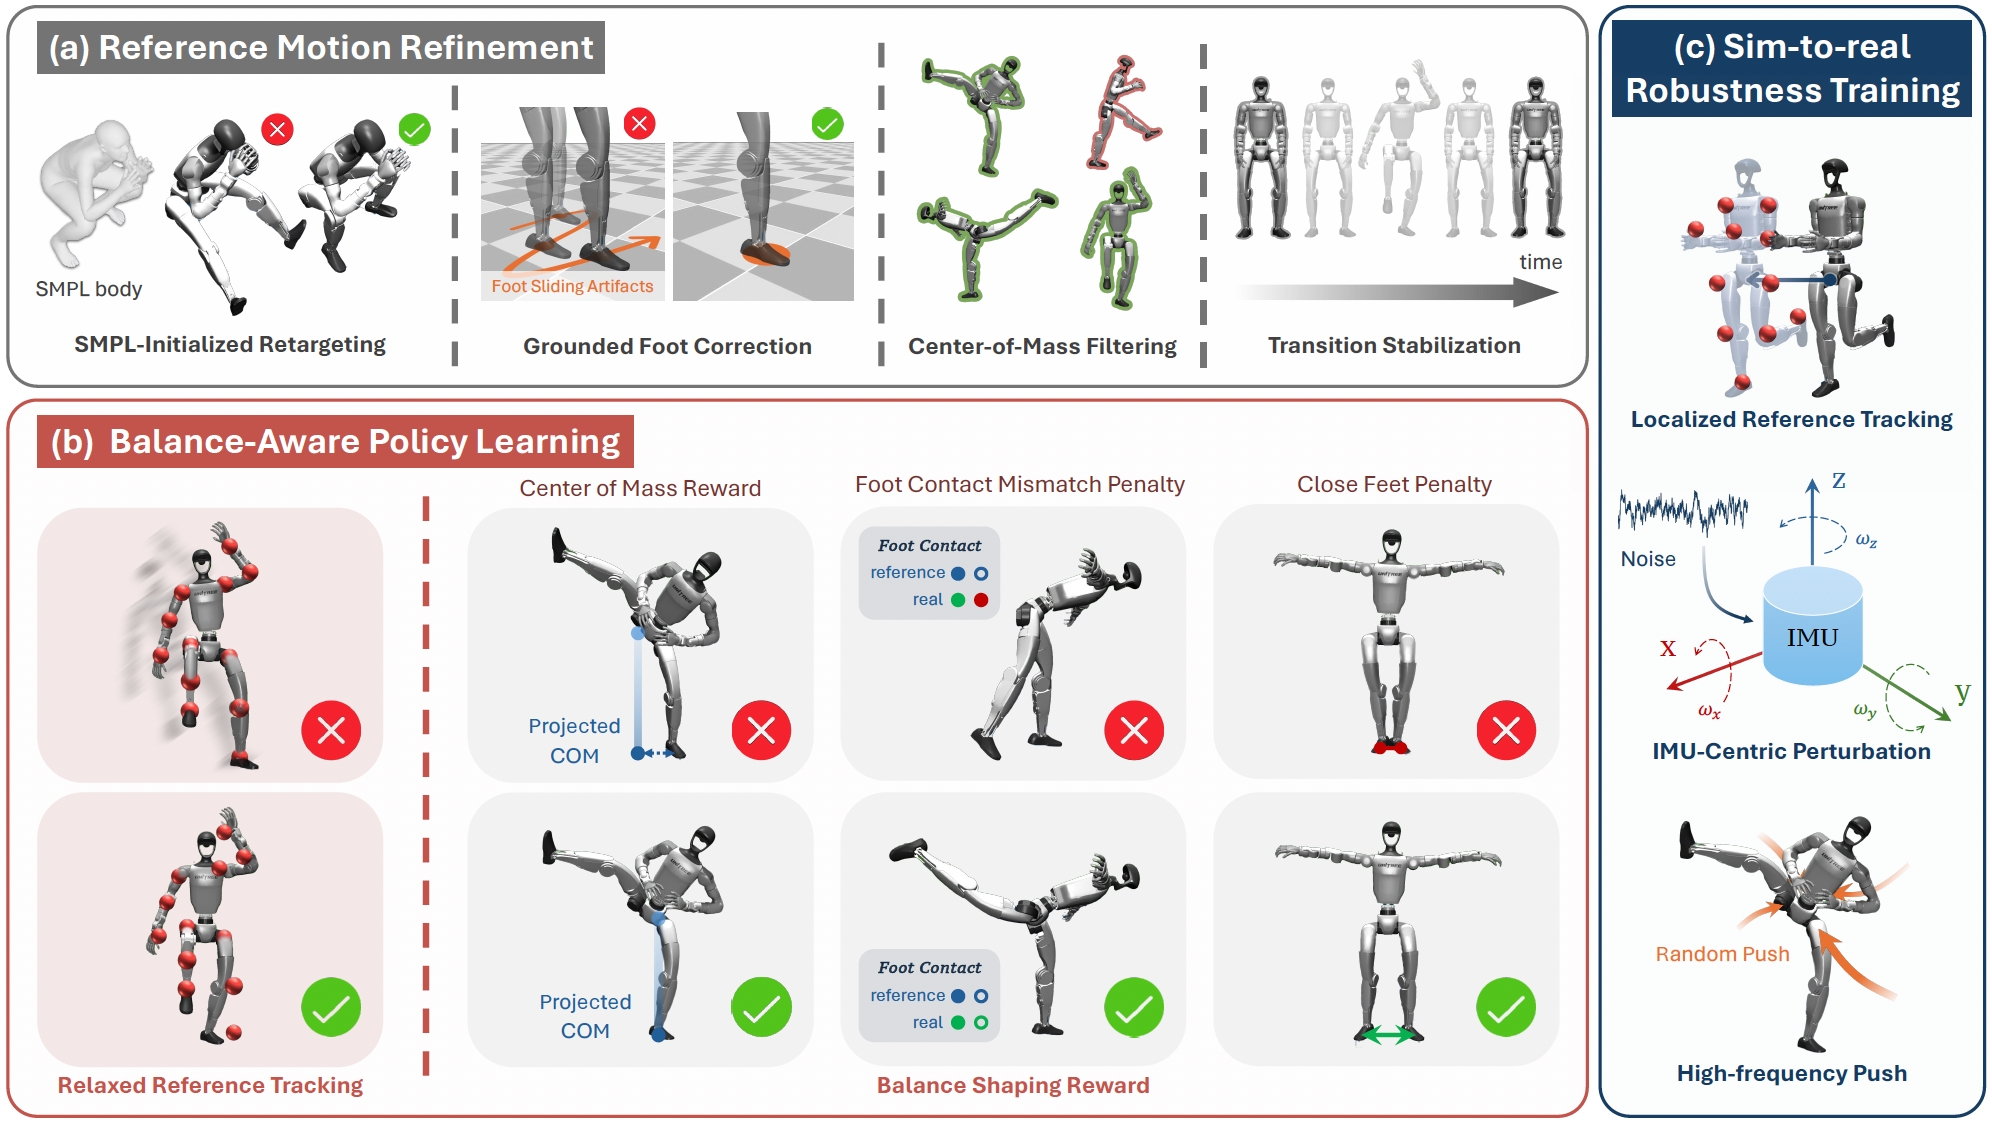 (a) Reference Motion Refinement
SMPL body
SMPL-Initialized Retargeting
Foot Sliding Artifacts
Grounded Foot Correction
Center-of-Mass Filtering
time
Transition Stabilization
(b) Balance-Aware Policy Learning
Relaxed Reference Tracking
Center of Mass Reward
Projected
COM
Projected
COM
Foot Contact Mismatch Penalty
Foot Contact
reference
real
Foot Contact
reference
real
Close Feet Penalty
Balance Shaping Reward
(c) Sim-to-real
Robustness Training
Localized Reference Tracking
Noise
z
ω_z
IMU
x
ω_x
y
ω_y
IMU-Centric Perturbation
Random Push
High-frequency Push